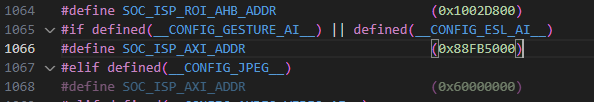 1064 #define SOC_ISP_ROI_AHB_ADDR (0x1002D800)
1065 #if defined(__CONFIG_GESTURE_AI__) || defined(__CONFIG_ESL_AI__)
1066 #define SOC_ISP_AXI_ADDR (0x88FB5000)
1067 #elif defined(__CONFIG_JPEG__)
1068 #define SOC_ISP_AXI_ADDR (0x60000000)